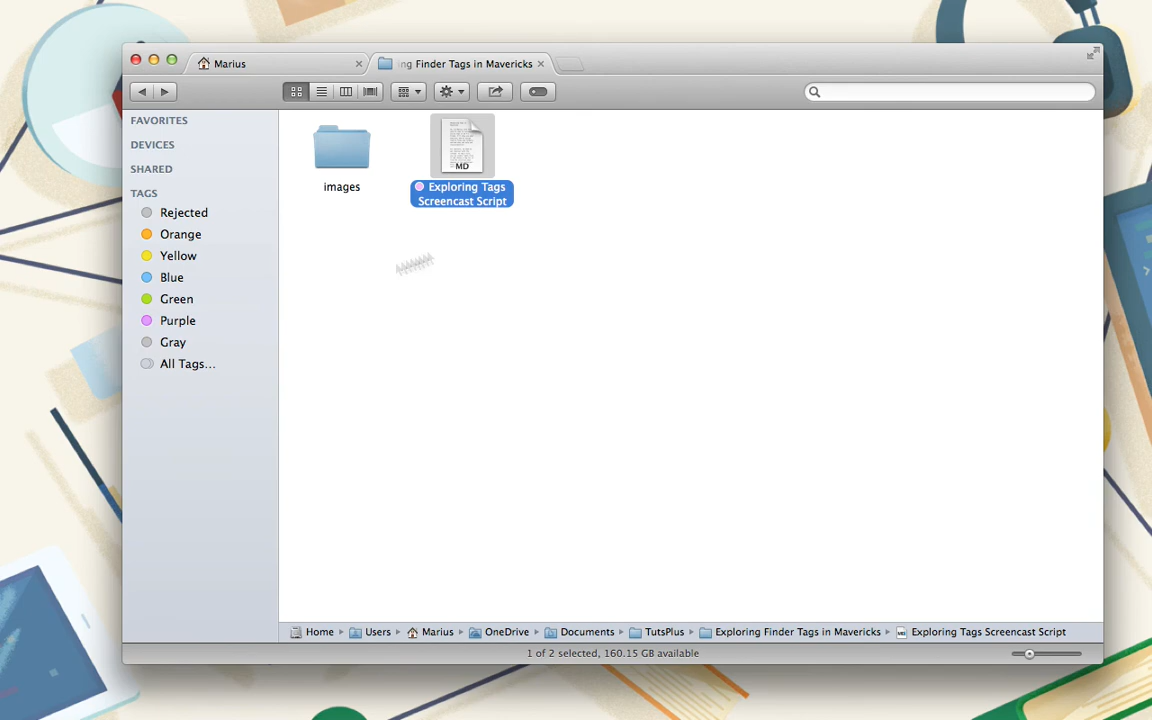 Marius
ng Finder Tags in Mavericks
FAVORITES
DEVICES
SHARED
TAGS
Rejected
Orange
Yellow
Blue
Green
Purple
Gray
All Tags...
MD
images
Exploring Tags
Screencast Script
Home
Users
Marius
OneDrive
Documents
TutsPlus
Exploring Finder Tags in Mavericks
Exploring Tags Screencast Script
1 of 2 selected, 160.15 GB available